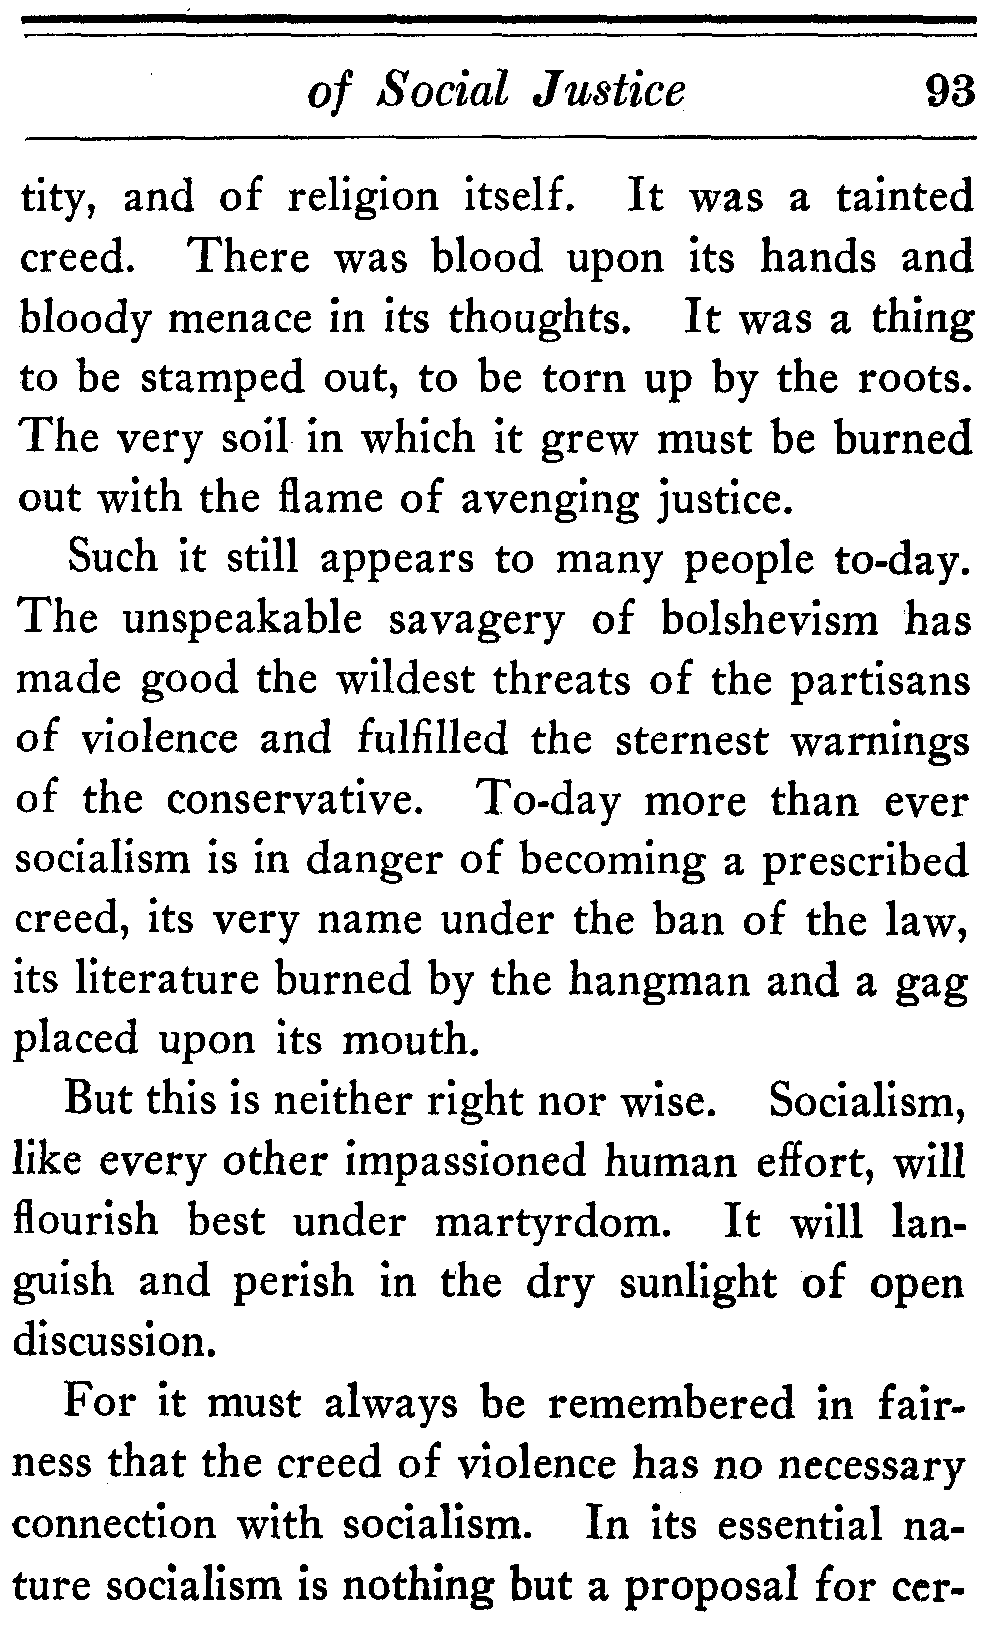 of Social Justice 93
tity, and of religion itself. It was a tainted
creed. There was blood upon its hands and
bloody menace in its thoughts. It was a thing
to be stamped out, to be torn up by the roots.
The very soil in which it grew must be burned
out with the flame of avenging justice.
Such it still appears to many people to-day.
The unspeakable savagery of bolshevism has
made good the wildest threats of the partisans
of violence and fulfilled the sternest warnings
of the conservative. To-day more than ever
socialism is in danger of becoming a prescribed
creed, its very name under the ban of the law,
its literature burned by the hangman and a gag
placed upon its mouth.
But this is neither right nor wise. Socialism,
like every other impassioned human effort, will
flourish best under martyrdom. It will lan-
guish and perish in the dry sunlight of open
discussion.
For it must always be remembered in fair-
ness that the creed of violence has no necessary
connection with socialism. In its essential na-
ture socialism is nothing but a proposal for cer-